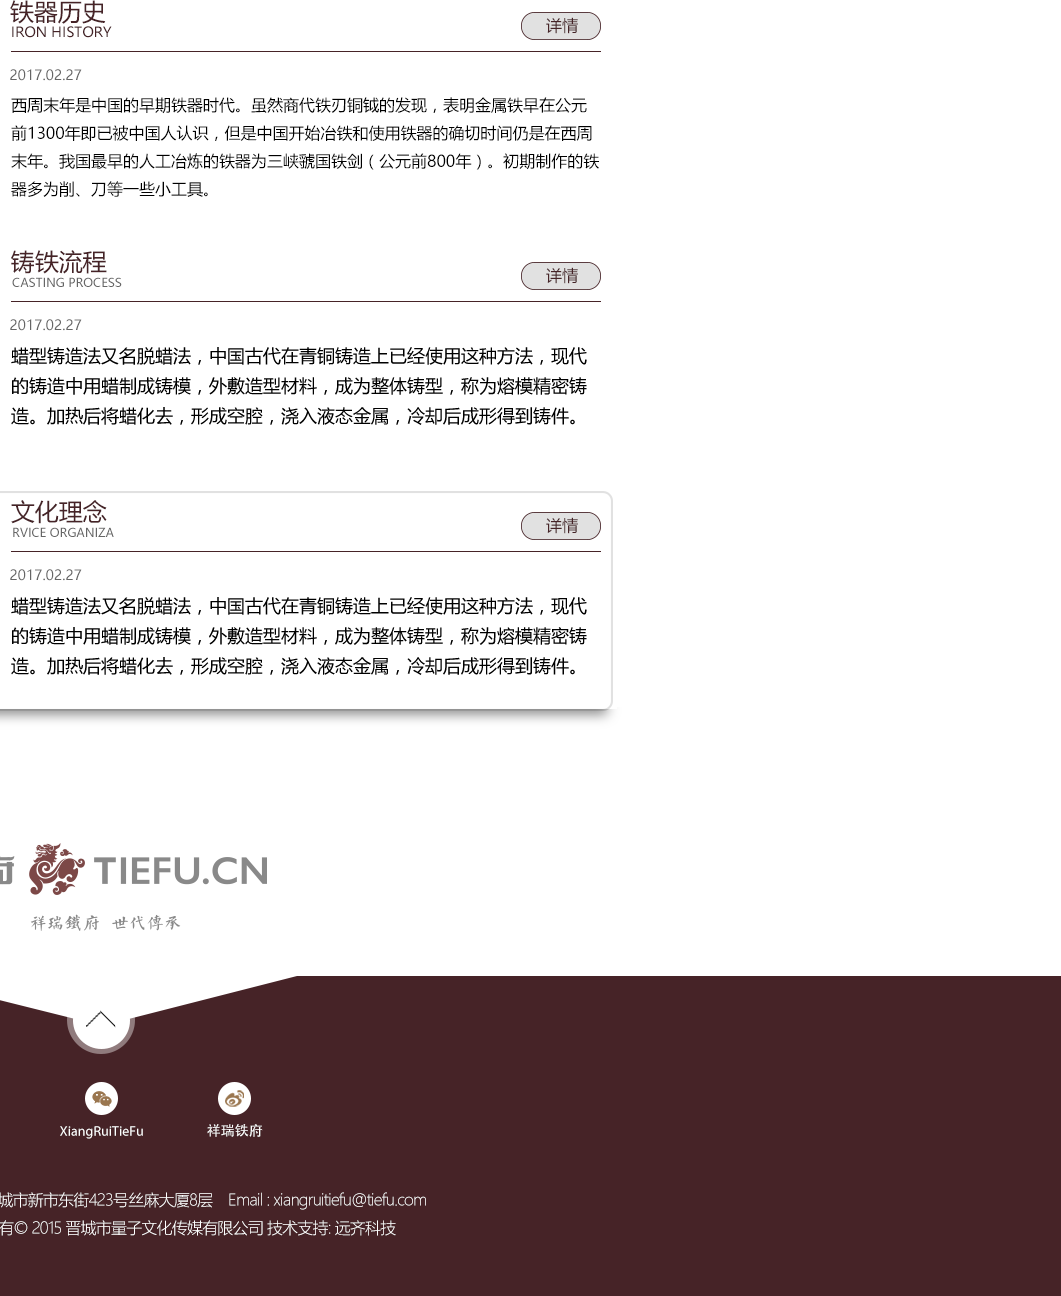 铁器历史
IRON HISTORY
详情
2017.02.27
西周末年是中国的早期铁器时代。虽然商代铁刃铜钺的发现，表明金属铁早在公元
前1300年即已被中国人认识，但是中国开始冶铁和使用铁器的确切时间仍是在西周
末年。我国最早的人工冶炼的铁器为三峡虢国铁剑（公元前800年）。初期制作的铁
器多为削、刀等一些小工具。
铸铁流程
CASTING PROCESS
详情
2017.02.27
蜡型铸造法又名脱蜡法，中国古代在青铜铸造上已经使用这种方法，现代
的铸造中用蜡制成铸模，外敷造型材料，成为整体铸型，称为熔模精密铸
造。加热后将蜡化去，形成空腔，浇入液态金属，冷却后成形得到铸件。
文化理念
RVICE ORGANIZA
详情
2017.02.27
蜡型铸造法又名脱蜡法，中国古代在青铜铸造上已经使用这种方法，现代
的铸造中用蜡制成铸模，外敷造型材料，成为整体铸型，称为熔模精密铸
造。加热后将蜡化去，形成空腔，浇入液态金属，冷却后成形得到铸件。
TIEFU.CN
祥瑞鐵府 世代傳承
XiangRuiTieFu
祥瑞铁府
城市新市东街423号丝麻大厦8层 Email : xiangruitiefu@tiefu.com
有© 2015 晋城市量子文化传媒有限公司 技术支持: 远齐科技